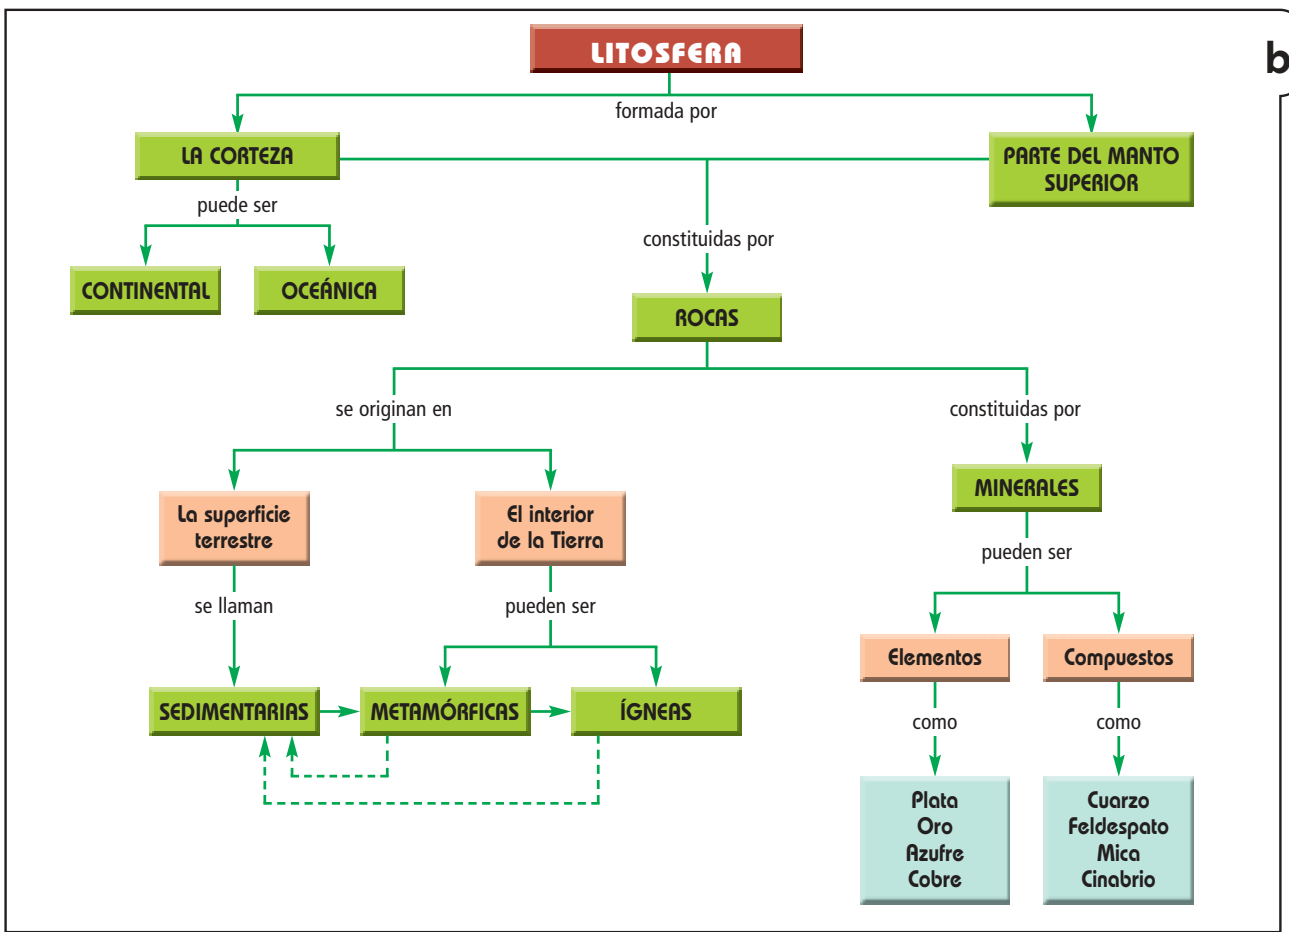 LITOSFERA
b
formada por
LA CORTEZA
PARTE DEL MANTO
SUPERIOR
puede ser
constituidas por
CONTINENTAL
OCEÁNICA
ROCAS
se originan en
constituidas por
La superficie
terrestre
El interior
de la Tierra
MINERALES
pueden ser
se llaman
pueden ser
Elementos
Compuestos
SEDIMENTARIAS
METAMÓRFICAS
ÍGNEAS
como
como
Plata
Oro
Azufre
Cobre
Cuarzo
Feldespato
Mica
Cinabrio